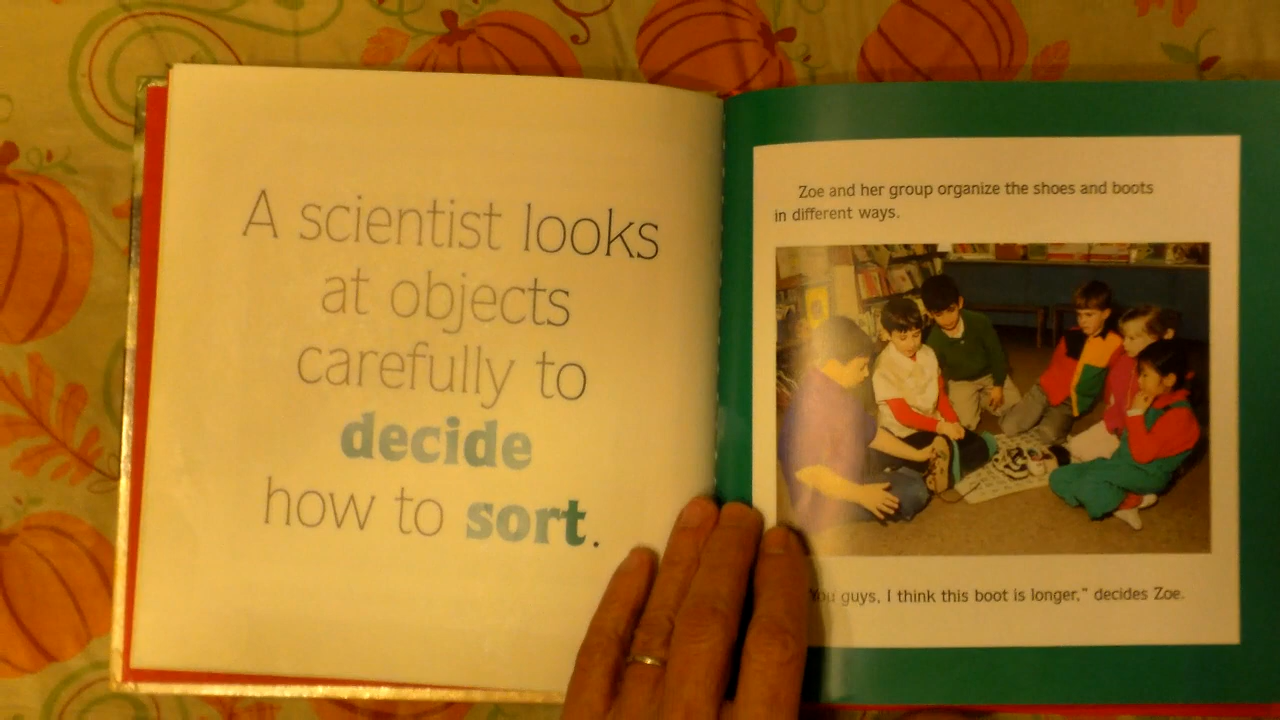 A scientist looks
at objects
carefully to
decide
how to sort.
Zoe and her group organize the shoes and boots
in different ways.
You guys, I think this boot is longer," decides Zoe.